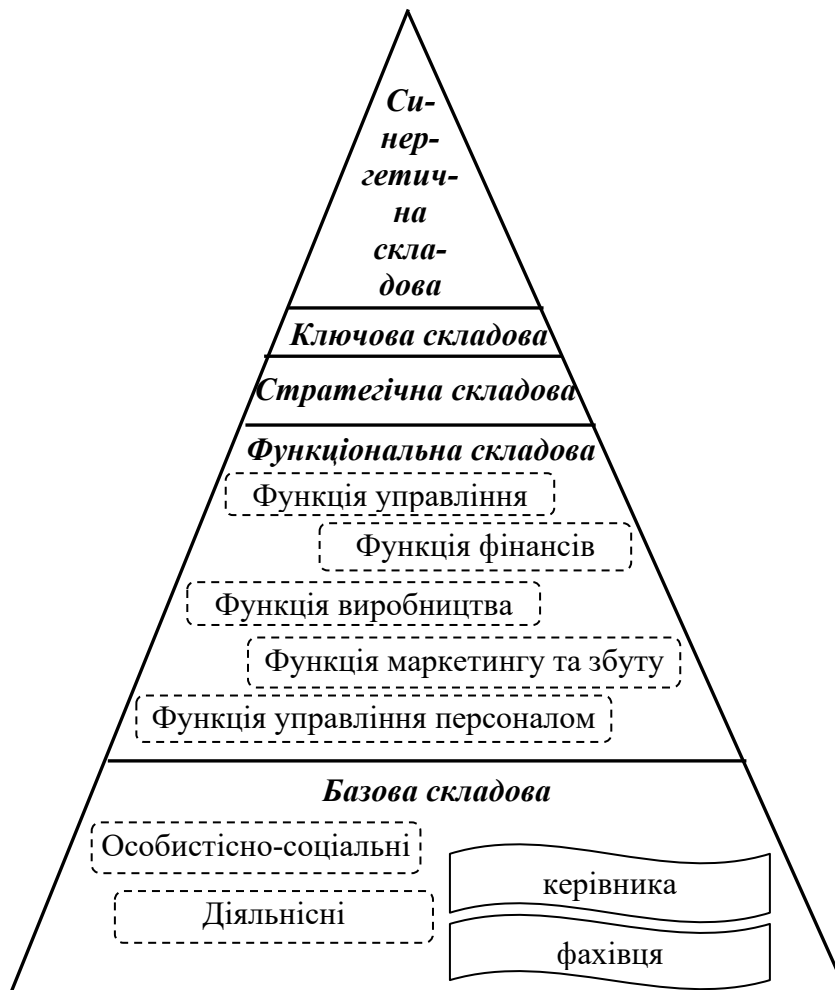 Си-
нер-
гетич-
на
скла-
дова
Ключова складова
Стратегічна складова
Функціональна складова
Функція управління
Функція фінансів
Функція виробництва
Функція маркетингу та збуту
Функція управління персоналом
Базова складова
Особистісно-соціальні
керівника
Діяльнісні
фахівця